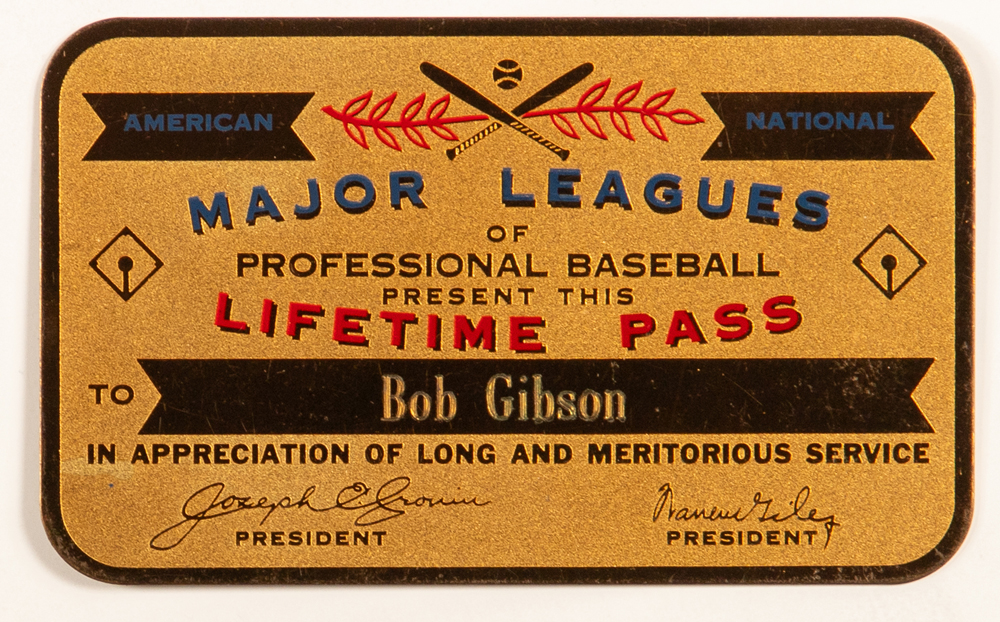 AMERICAN
NATIONAL
MAJOR LEAGUES
OF
PROFESSIONAL BASEBALL
PRESENT THIS
LIFETIME PASS
TO Bob Gibson
IN APPRECIATION OF LONG AND MERITORIOUS SERVICE
Joseph E. Cronin
PRESIDENT
Warren Giles
PRESIDENT